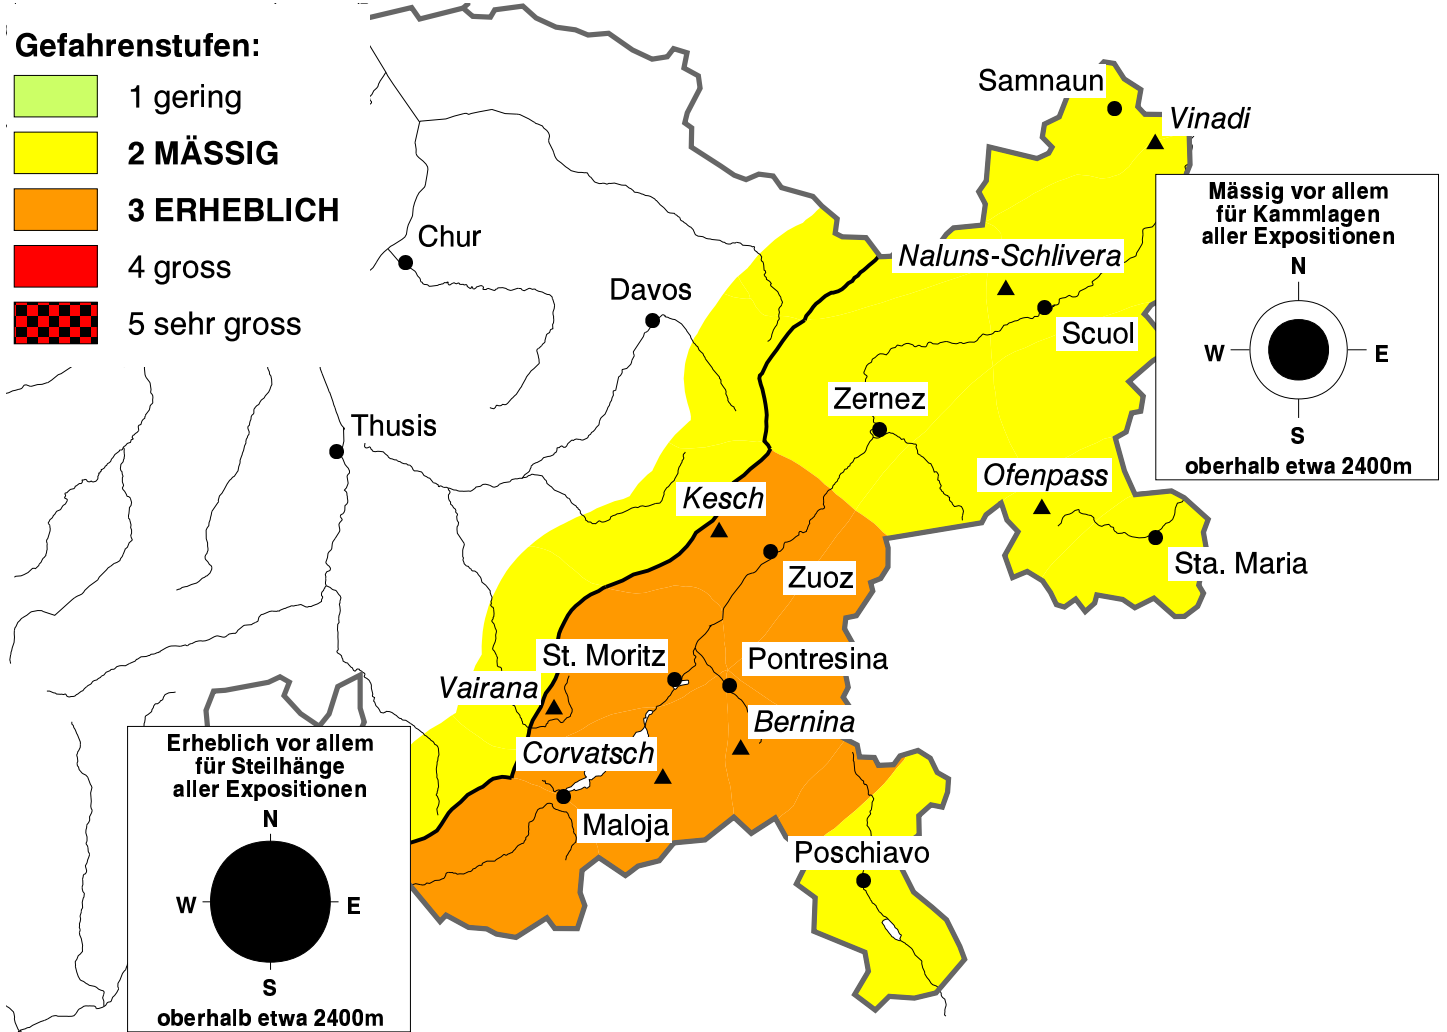 Gefahrenstufen:
1 gering
2 MÄSSIG
3 ERHEBLICH
4 gross
5 sehr gross
Samnaun
Vinadi
Mässig vor allem
für Kammlagen
aller Expositionen
N
W
E
S
oberhalb etwa 2400m
Chur
Naluns-Schlivera
Davos
Scuol
Zernez
Thusis
Ofenpass
Kesch
Sta. Maria
Zuoz
St. Moritz
Pontresina
Vairana
Bernina
Corvatsch
Maloja
Poschiavo
Erheblich vor allem
für Steilhänge
aller Expositionen
N
W
E
S
oberhalb etwa 2400m